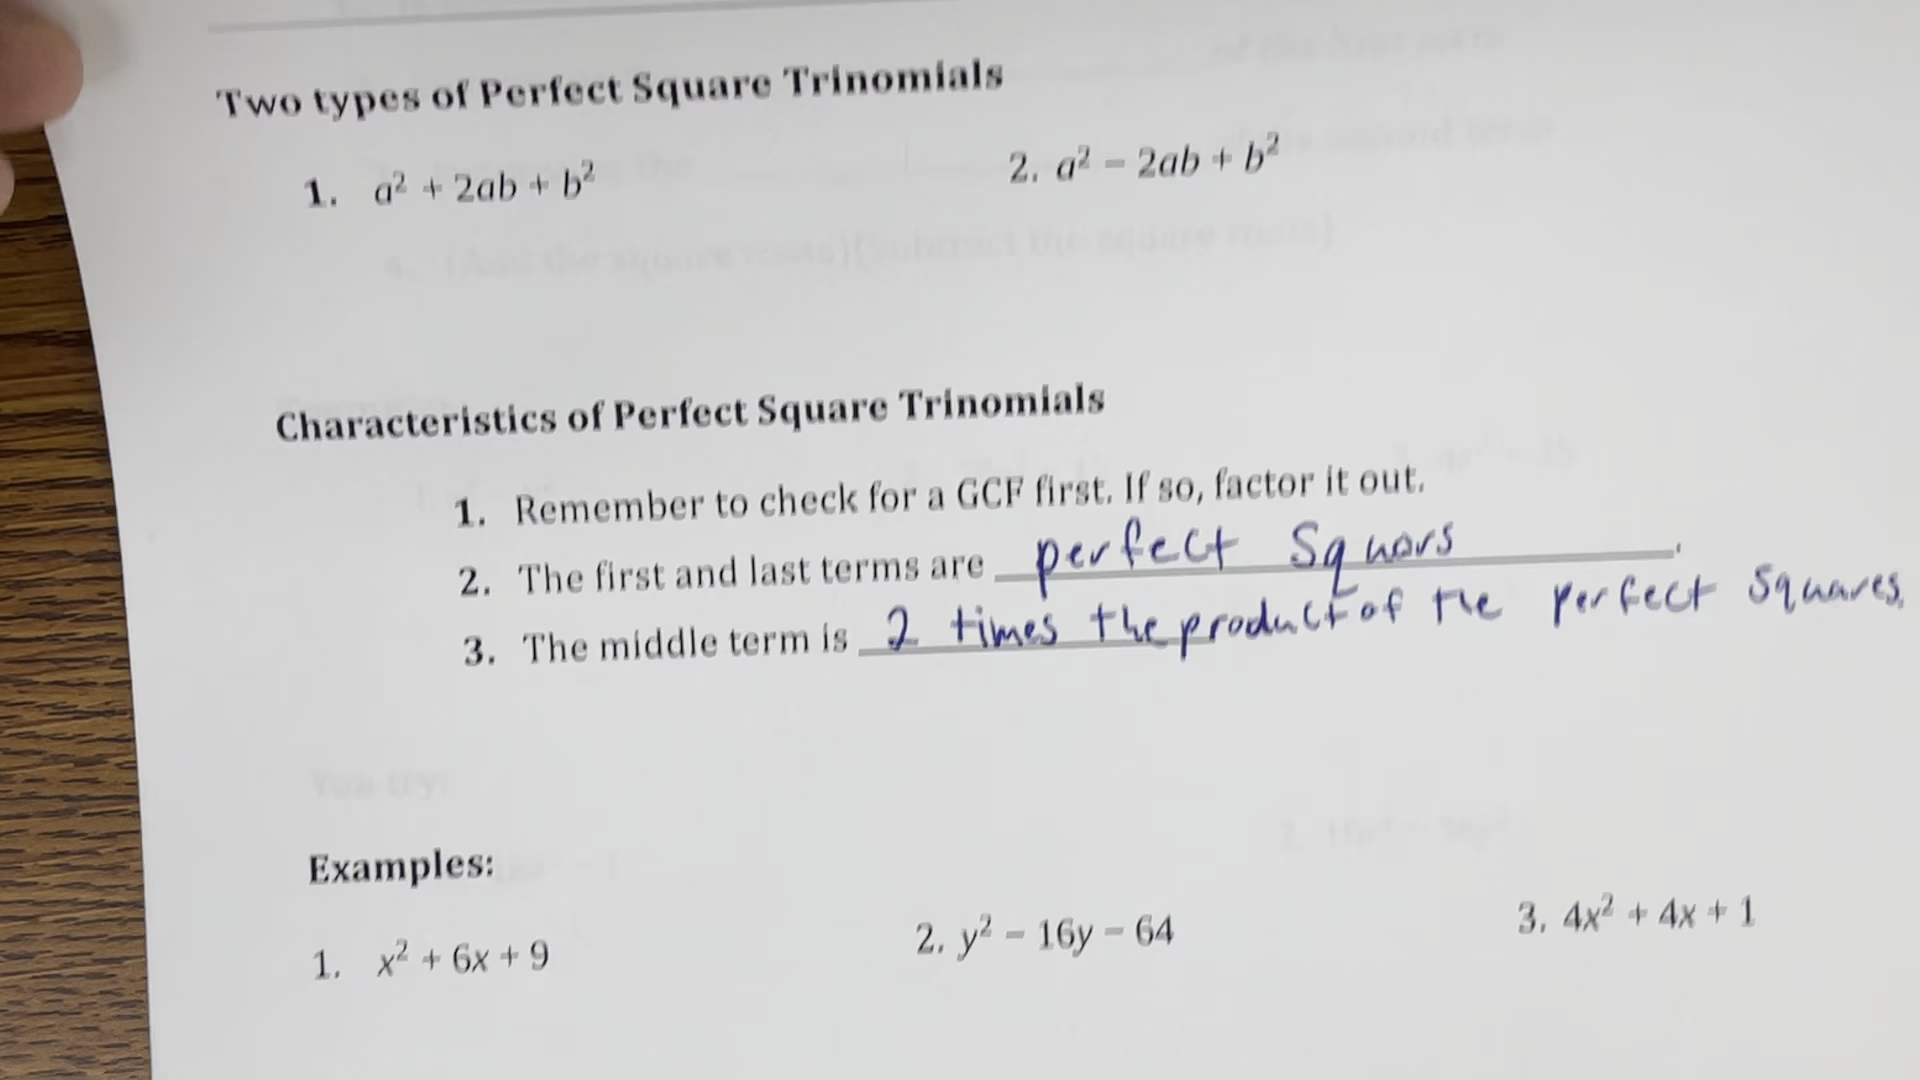 Two types of Perfect Square Trinomials
1. a² + 2ab + b² 2. a² – 2ab + b²
Characteristics of Perfect Square Trinomials
1. Remember to check for a GCF first. If so, factor it out.
2. The first and last terms are perfect squars.
3. The middle term is 2 times the product of the perfect squares.
You try:
Examples:
1. x² + 6x + 9 2. y² – 16y – 64 3. 4x² + 4x + 1